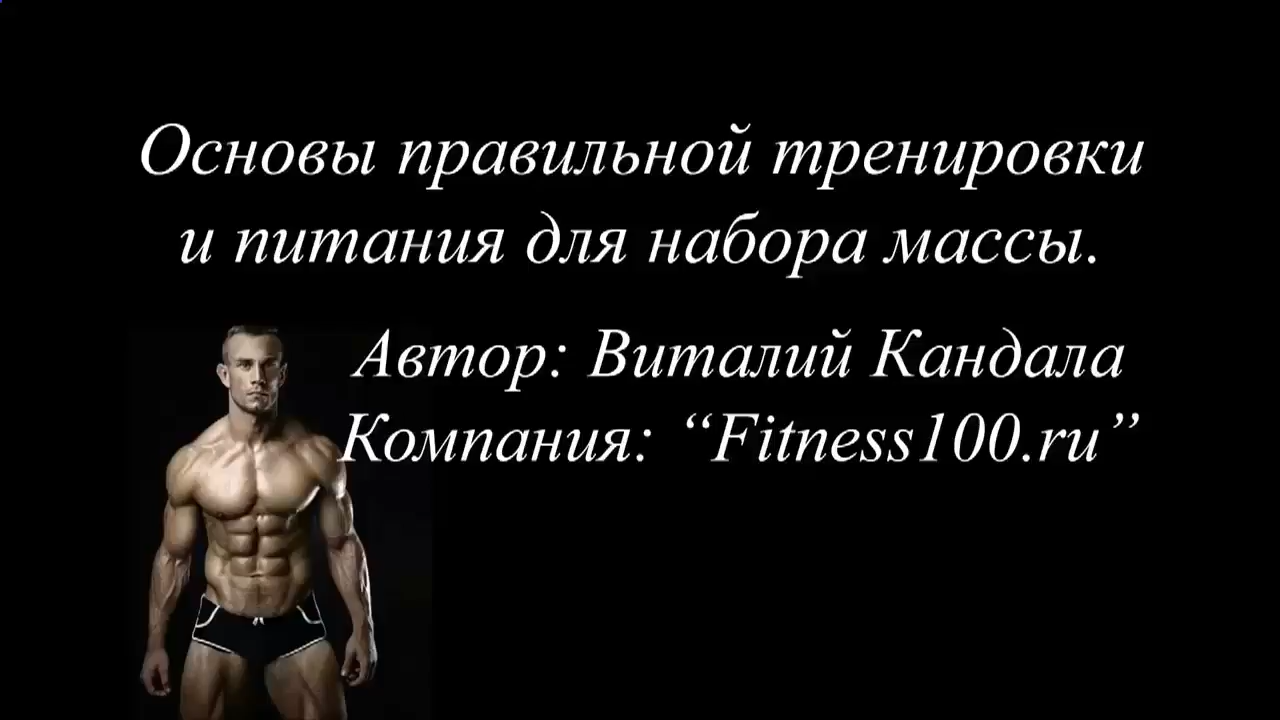 Основы правильной тренировки
и питания для набора массы.
Автор: Виталий Кандала
Компания: “Fitness100.ru”